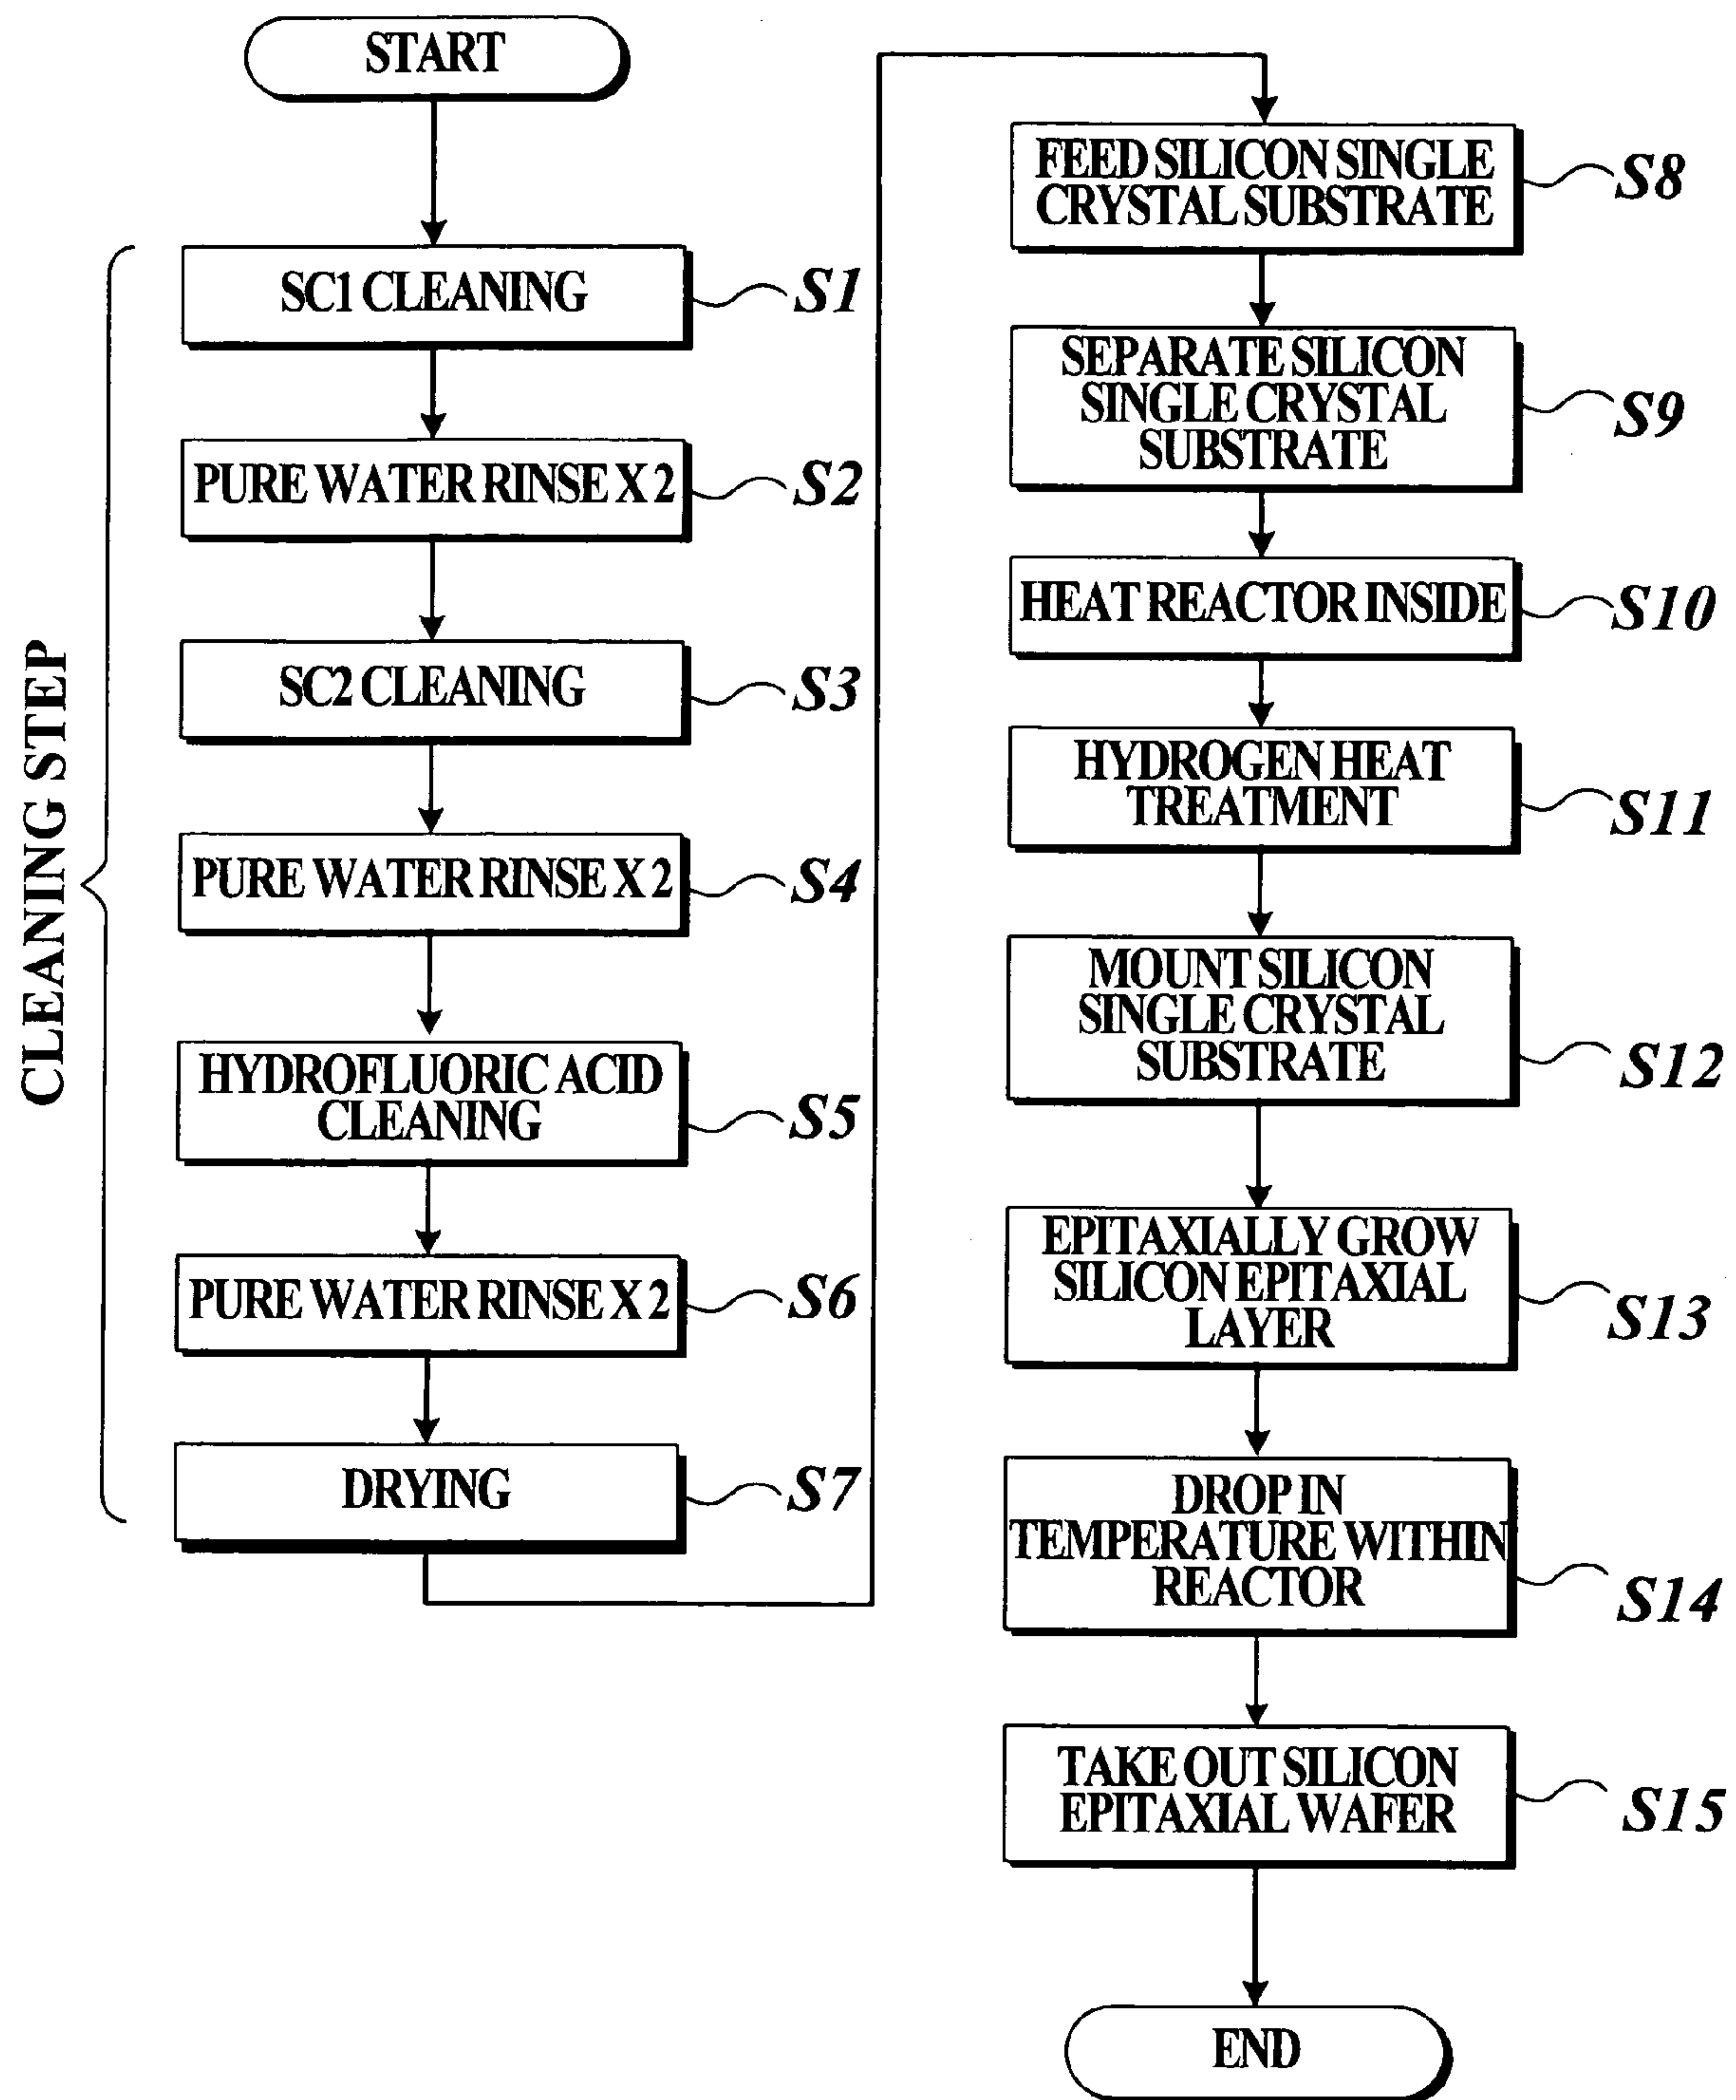 START
CLEANING STEP
SC1 CLEANING
S1
PURE WATER RINSE X 2
S2
SC2 CLEANING
S3
PURE WATER RINSE X 2
S4
HYDROFLUORIC ACID
CLEANING
S5
PURE WATER RINSE X 2
S6
DRYING
S7
FEED SILICON SINGLE
CRYSTAL SUBSTRATE
S8
SEPARATE SILICON
SINGLE CRYSTAL
SUBSTRATE
S9
HEAT REACTOR INSIDE
S10
HYDROGEN HEAT
TREATMENT
S11
MOUNT SILICON
SINGLE CRYSTAL
SUBSTRATE
S12
EPITAXIALLY GROW
SILICON EPITAXIAL
LAYER
S13
DROP IN
TEMPERATURE WITHIN
REACTOR
S14
TAKE OUT SILICON
EPITAXIAL WAFER
S15
END